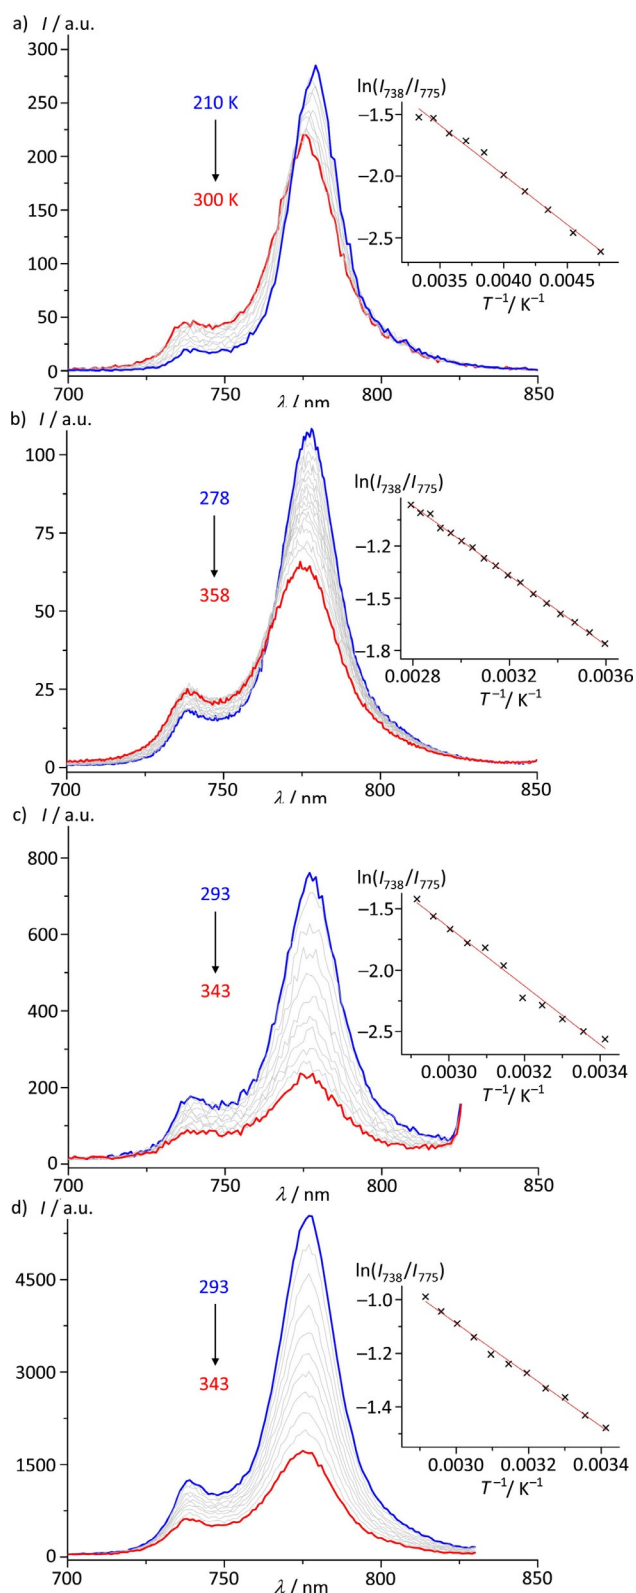 a) I / a.u.
300
250
200
150
100
50
0
700 750 800 850
λ / nm
210 K
300 K
ln(I738/I775)
−1.5
−2.0
−2.5
0.0035 0.0040 0.0045
T−1/ K−1
b) I / a.u.
100
75
50
25
0
700 750 800 850
λ / nm
278
358
ln(I738/I775)
−1.2
−1.5
−1.8
0.0028 0.0032 0.0036
T−1/ K−1
c) I / a.u.
800
600
400
200
0
700 750 800 850
λ / nm
293
343
ln(I738/I775)
−1.5
−2.0
−2.5
0.0030 0.0032 0.0034
T−1/ K−1
d) I / a.u.
4500
3000
1500
0
700 750 800 850
λ / nm
293
343
ln(I738/I775)
−1.0
−1.2
−1.4
0.0030 0.0032 0.0034
T−1/ K−1